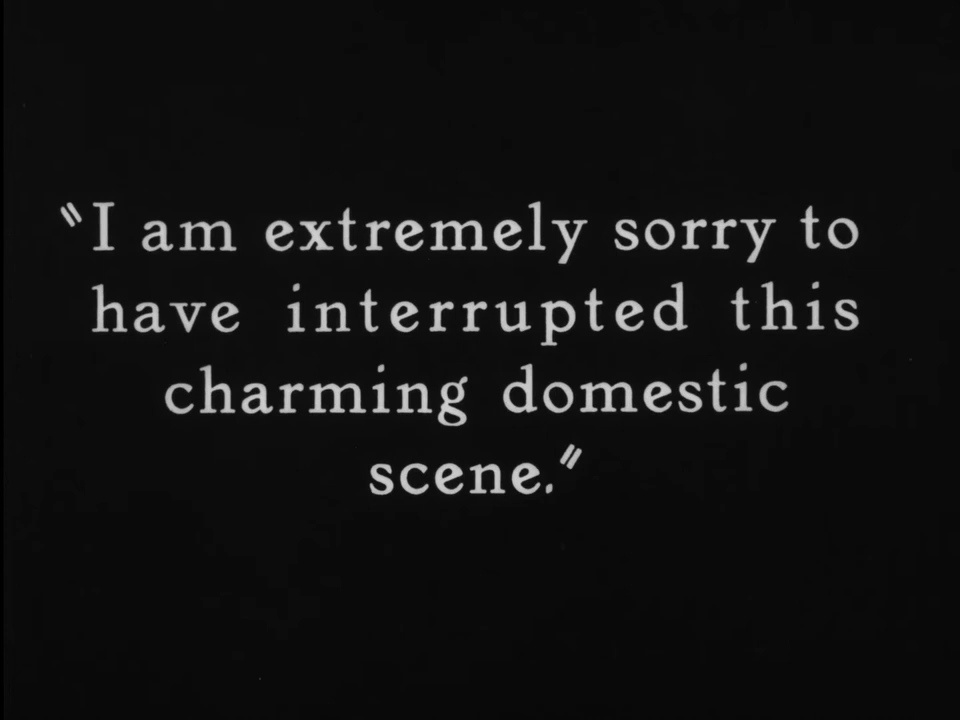 "I am extremely sorry to
have interrupted this
charming domestic
scene."